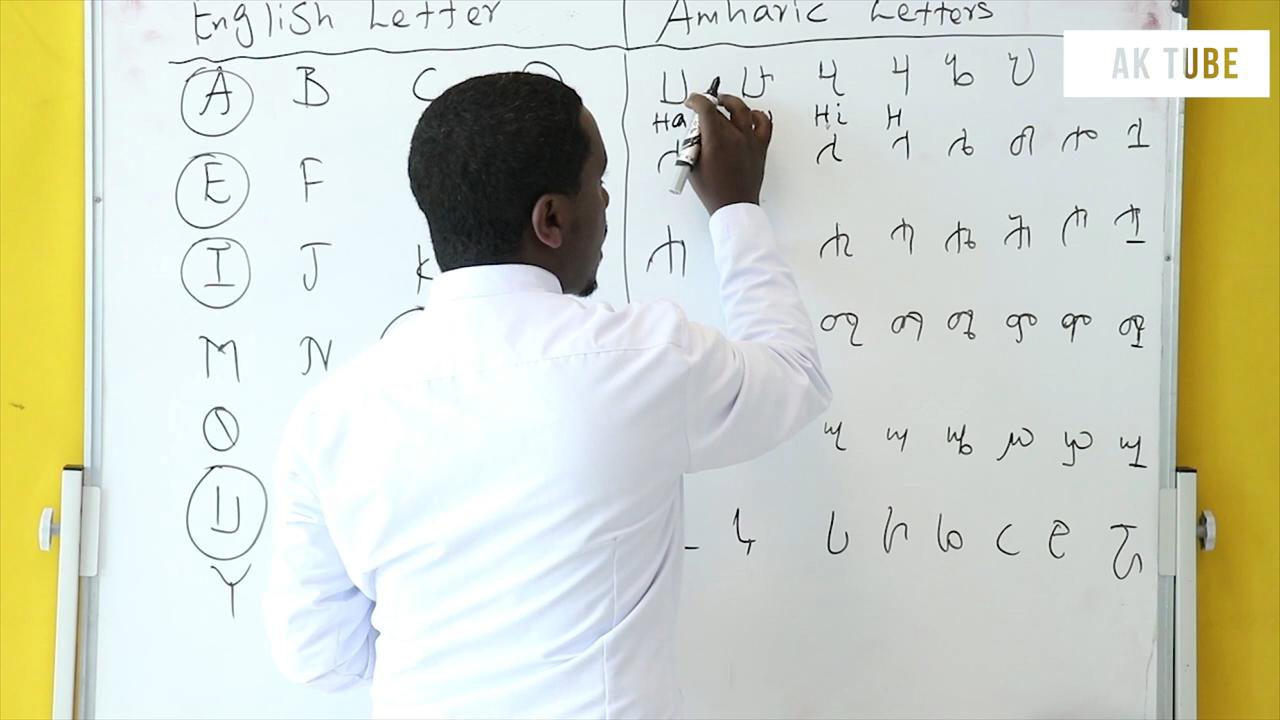 English Letter Amharic Letters
AK TUBE
A B C ሀ ሁ ሂ ሃ ሄ ህ
Ha Hi H
E F ለ ሊ ላ ሌ ል ሎ ሏ
I J K ሐ ሒ ሓ ሔ ሕ ሖ ሗ
M N ሚ ማ ሜ ም ሞ ሟ
Q ሢ ሣ ሤ ሥ ሦ ሧ
U ሩ ሪ ራ ሬ ር ሮ ሯ
Y